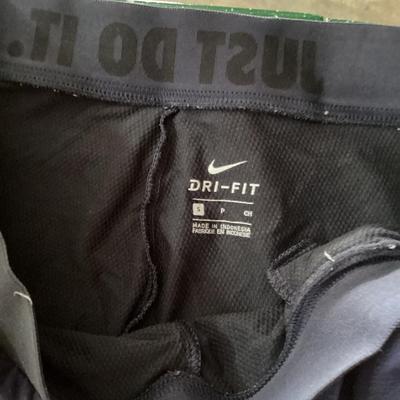 JUST DO IT.
DRI-FIT
S P CH
MADE IN INDONESIA
FABRIQUÉ EN INDONÉSIE